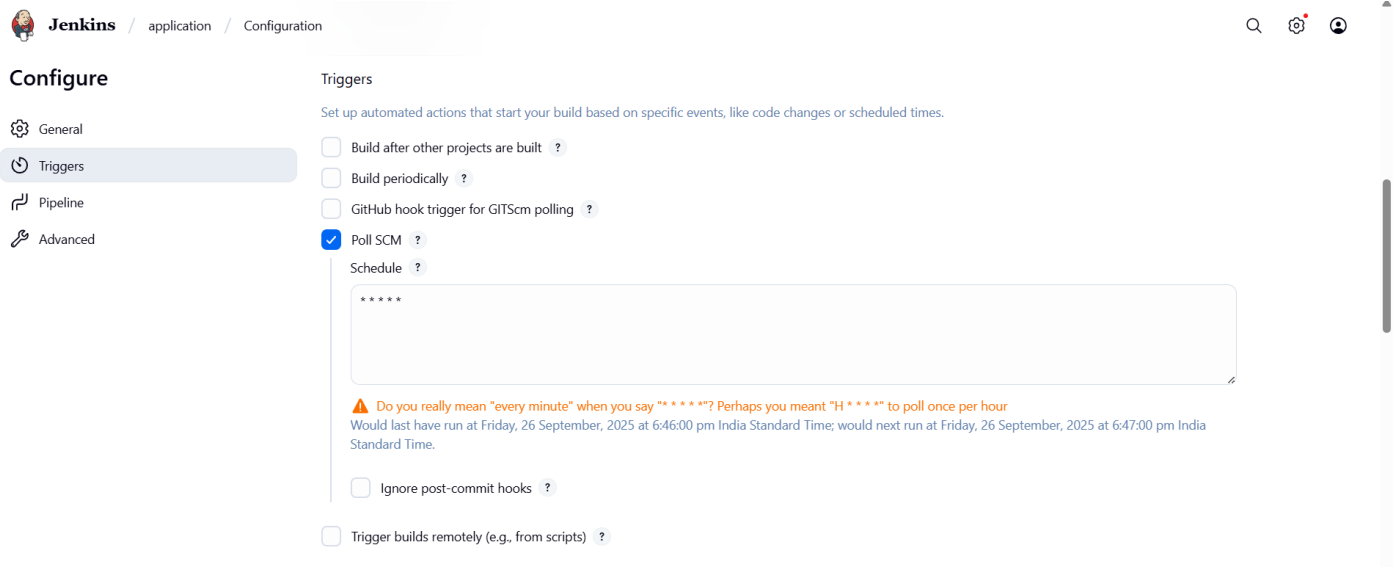 Jenkins / application / Configuration
Configure
General
Triggers
Pipeline
Advanced
Triggers
Set up automated actions that start your build based on specific events, like code changes or scheduled times.
Build after other projects are built ?
Build periodically ?
GitHub hook trigger for GITScm polling ?
Poll SCM ?
Schedule ?
* * * * *
Do you really mean "every minute" when you say "* * * * *"? Perhaps you meant "H * * * *" to poll once per hour
Would last have run at Friday, 26 September, 2025 at 6:46:00 pm India Standard Time; would next run at Friday, 26 September, 2025 at 6:47:00 pm India
Standard Time.
Ignore post-commit hooks ?
Trigger builds remotely (e.g., from scripts) ?